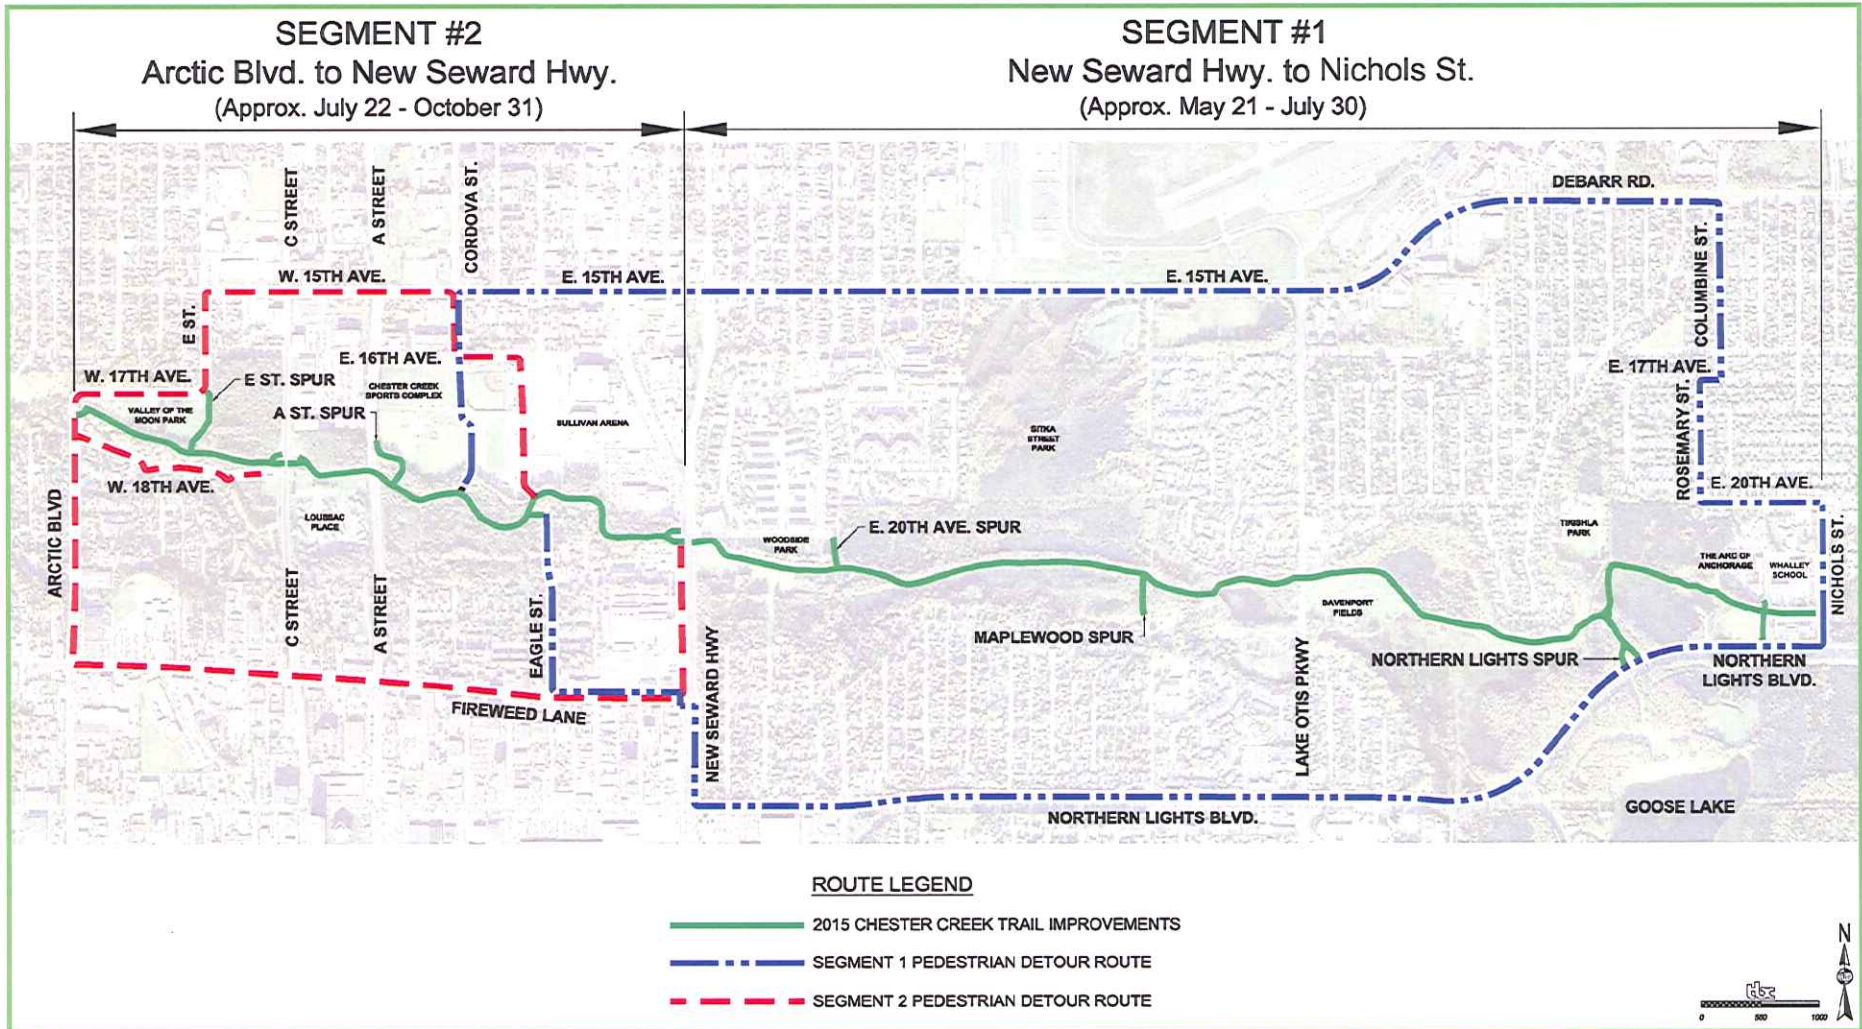 SEGMENT #2
Arctic Blvd. to New Seward Hwy.
(Approx. July 22 - October 31)
SEGMENT #1
New Seward Hwy. to Nichols St.
(Approx. May 21 - July 30)
C STREET
A STREET
CORDOVA ST.
DEBARR RD.
COLUMBINE ST.
W. 15TH AVE.
E. 15TH AVE.
E. 15TH AVE.
E ST.
E. 16TH AVE.
W. 17TH AVE.
E ST. SPUR
CHESTER CREEK
SPORTS COMPLEX
E. 17TH AVE.
VALLEY OF THE
MOON PARK
A ST. SPUR
SULLIVAN ARENA
SITKA
STREET
PARK
ROSEMARY ST.
W. 18TH AVE.
E. 20TH AVE.
ARCTIC BLVD
LOUSSAC
PLACE
WOODSIDE
PARK
E. 20TH AVE. SPUR
TIKISHLA
PARK
THE ARC OF
ANCHORAGE
WHALLEY
SCHOOL
NICHOLS ST.
C STREET
A STREET
EAGLE ST.
MAPLEWOOD SPUR
DAVENPORT
FIELDS
NEW SEWARD HWY
LAKE OTIS PKWY
NORTHERN LIGHTS SPUR
NORTHERN
LIGHTS BLVD.
FIREWEED LANE
NORTHERN LIGHTS BLVD.
GOOSE LAKE
ROUTE LEGEND
2015 CHESTER CREEK TRAIL IMPROVEMENTS
SEGMENT 1 PEDESTRIAN DETOUR ROUTE
SEGMENT 2 PEDESTRIAN DETOUR ROUTE
N
0 500 1000